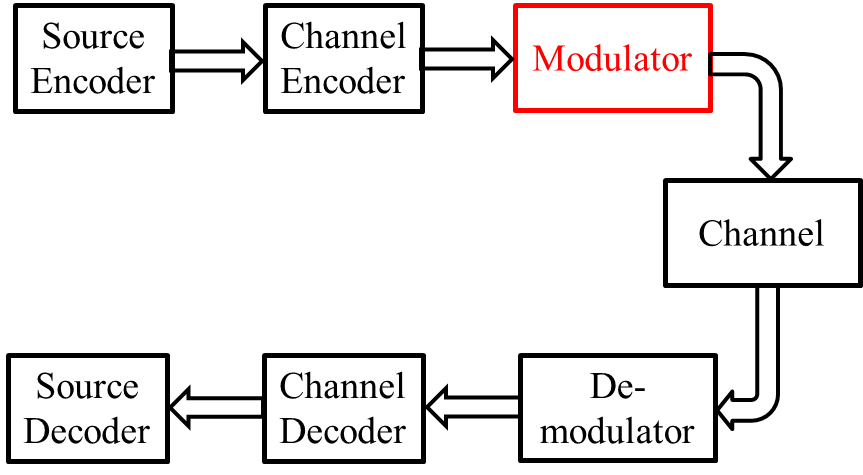 Source
Encoder
Channel
Encoder
Modulator
Channel
De-
modulator
Channel
Decoder
Source
Decoder